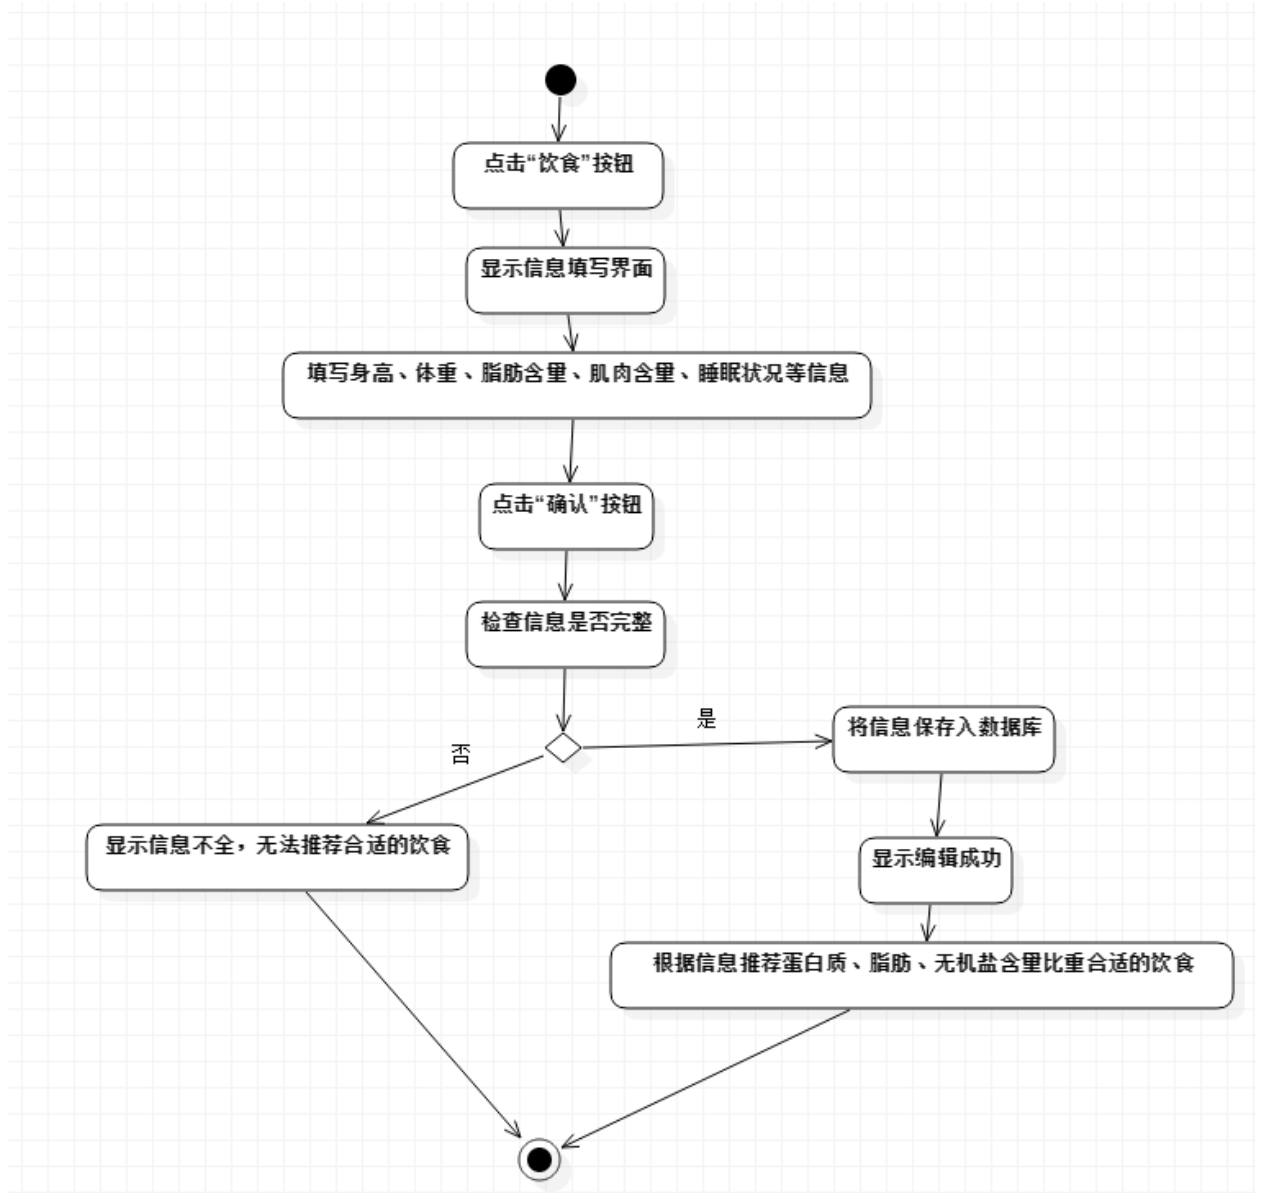 点击“饮食”按钮
显示信息填写界面
填写身高、体重、脂肪含量、肌肉含量、睡眠状况等信息
点击“确认”按钮
检查信息是否完整
是
将信息保存入数据库
否
显示信息不全，无法推荐合适的饮食
显示编辑成功
根据信息推荐蛋白质、脂肪、无机盐含量比重合适的饮食